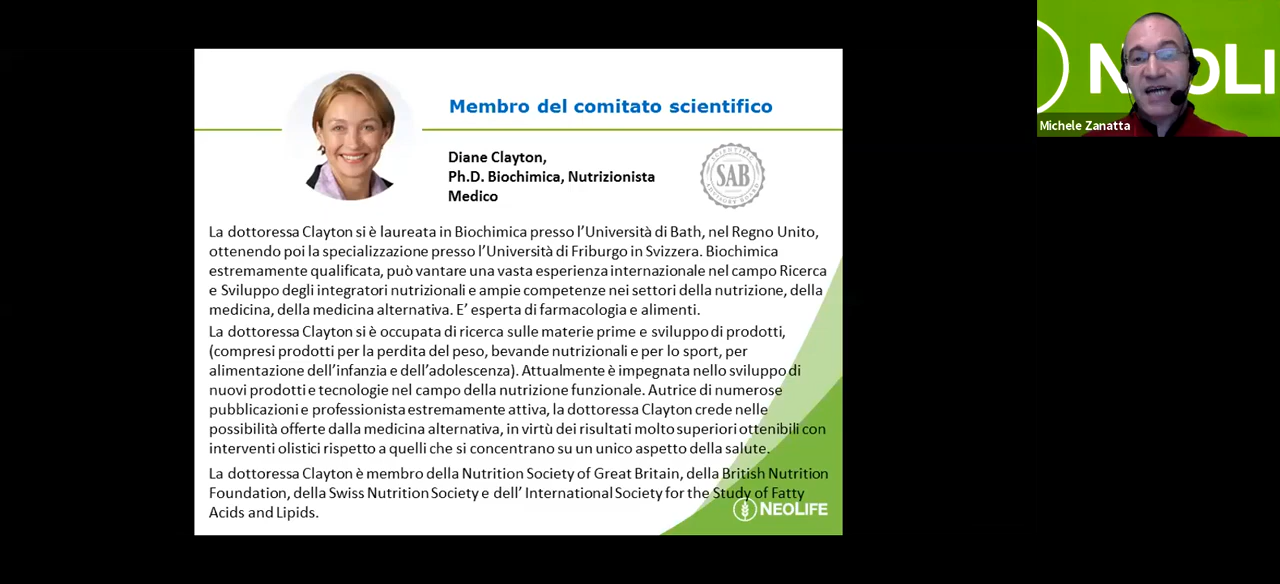 Membro del comitato scientifico
Diane Clayton,
Ph.D. Biochimica, Nutrizionista
Medico
SCIENTIFIC
SAB
ADVISORY BOARD
La dottoressa Clayton si è laureata in Biochimica presso l’Università di Bath, nel Regno Unito,
ottenendo poi la specializzazione presso l’Università di Friburgo in Svizzera. Biochimica
estremamente qualificata, può vantare una vasta esperienza internazionale nel campo Ricerca
e Sviluppo degli integratori nutrizionali e ampie competenze nei settori della nutrizione, della
medicina, della medicina alternativa. E’ esperta di farmacologia e alimenti.
La dottoressa Clayton si è occupata di ricerca sulle materie prime e sviluppo di prodotti,
(compresi prodotti per la perdita del peso, bevande nutrizionali e per lo sport, per
alimentazione dell’infanzia e dell’adolescenza). Attualmente è impegnata nello sviluppo di
nuovi prodotti e tecnologie nel campo della nutrizione funzionale. Autrice di numerose
pubblicazioni e professionista estremamente attiva, la dottoressa Clayton crede nelle
possibilità offerte dalla medicina alternativa, in virtù dei risultati molto superiori ottenibili con
interventi olistici rispetto a quelli che si concentrano su un unico aspetto della salute.
La dottoressa Clayton è membro della Nutrition Society of Great Britain, della British Nutrition
Foundation, della Swiss Nutrition Society e dell’ International Society for the Study of Fatty
Acids and Lipids.
NEOLIFE
NEOLI
Michele Zanatta